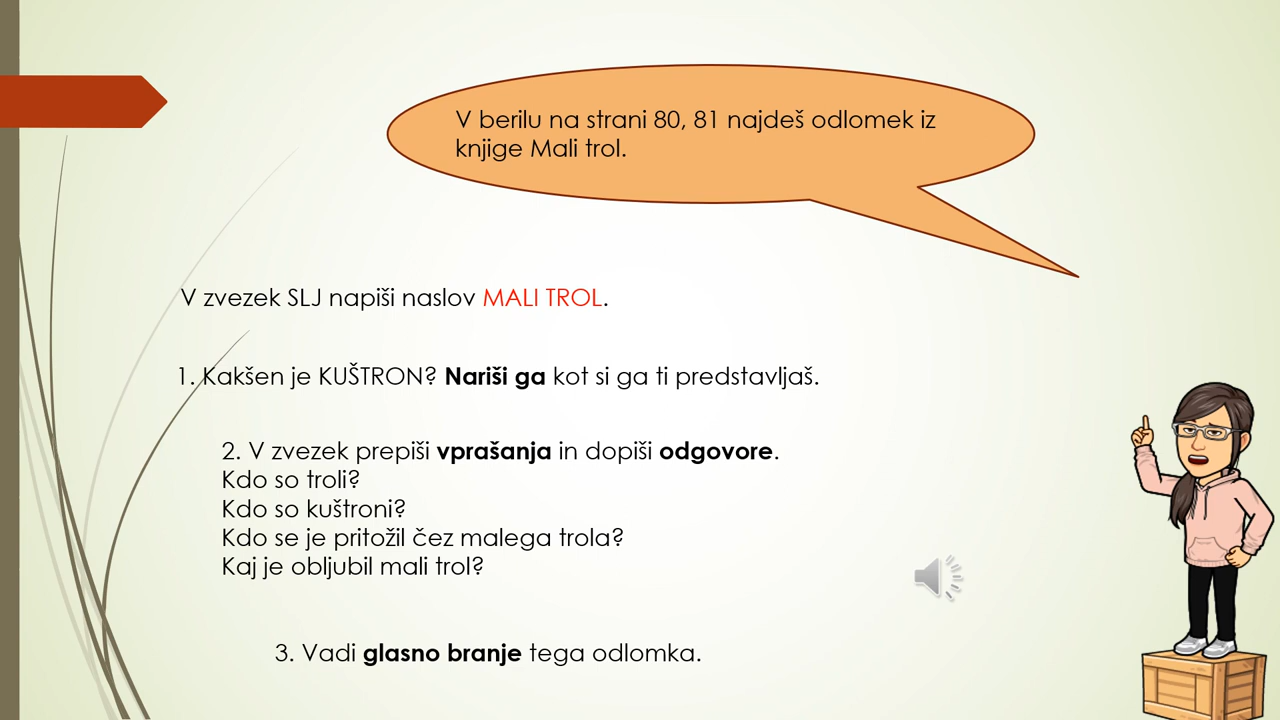 V berilu na strani 80, 81 najdeš odlomek iz
knjige Mali trol.
V zvezek SLJ napiši naslov MALI TROL.
1. Kakšen je KUŠTRON? Nariši ga kot si ga ti predstavljaš.
2. V zvezek prepiši vprašanja in dopiši odgovore.
Kdo so troli?
Kdo so kuštroni?
Kdo se je pritožil čez malega trola?
Kaj je obljubil mali trol?
3. Vadi glasno branje tega odlomka.